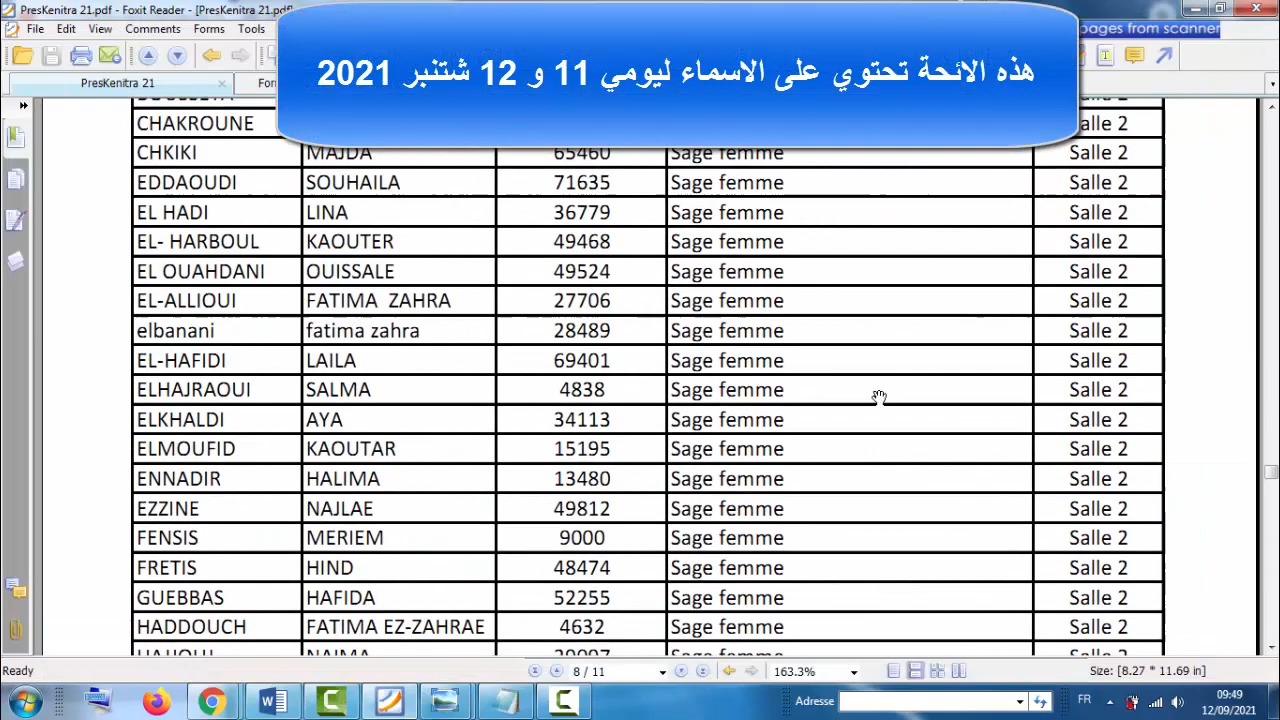 PresKenitra 21.pdf - Foxit Reader - [PresKenitra 21.pdf]
File Edit View Comments Forms Tools
pages from scanner
PresKenitra 21
هذه الائحة تحتوي على الاسماء ليومي 11 و 12 شتنبر 2021
CHAKROUNE
CHKIKI MAJDA 65460 Sage femme Salle 2
EDDAOUDI SOUHAILA 71635 Sage femme Salle 2
EL HADI LINA 36779 Sage femme Salle 2
EL- HARBOUL KAOUTER 49468 Sage femme Salle 2
EL OUAHDANI OUISSALE 49524 Sage femme Salle 2
EL-ALLIOUI FATIMA ZAHRA 27706 Sage femme Salle 2
elbanani fatima zahra 28489 Sage femme Salle 2
EL-HAFIDI LAILA 69401 Sage femme Salle 2
ELHAJRAOUI SALMA 4838 Sage femme Salle 2
ELKHALDI AYA 34113 Sage femme Salle 2
ELMOUFID KAOUTAR 15195 Sage femme Salle 2
ENNADIR HALIMA 13480 Sage femme Salle 2
EZZINE NAJLAE 49812 Sage femme Salle 2
FENSIS MERIEM 9000 Sage femme Salle 2
FRETIS HIND 48474 Sage femme Salle 2
GUEBBAS HAFIDA 52255 Sage femme Salle 2
HADDOUCH FATIMA EZ-ZAHRAE 4632 Sage femme Salle 2
Ready 8 / 11 163.3% Size: [8.27 * 11.69 in]
Adresse FR 09:49
12/09/2021